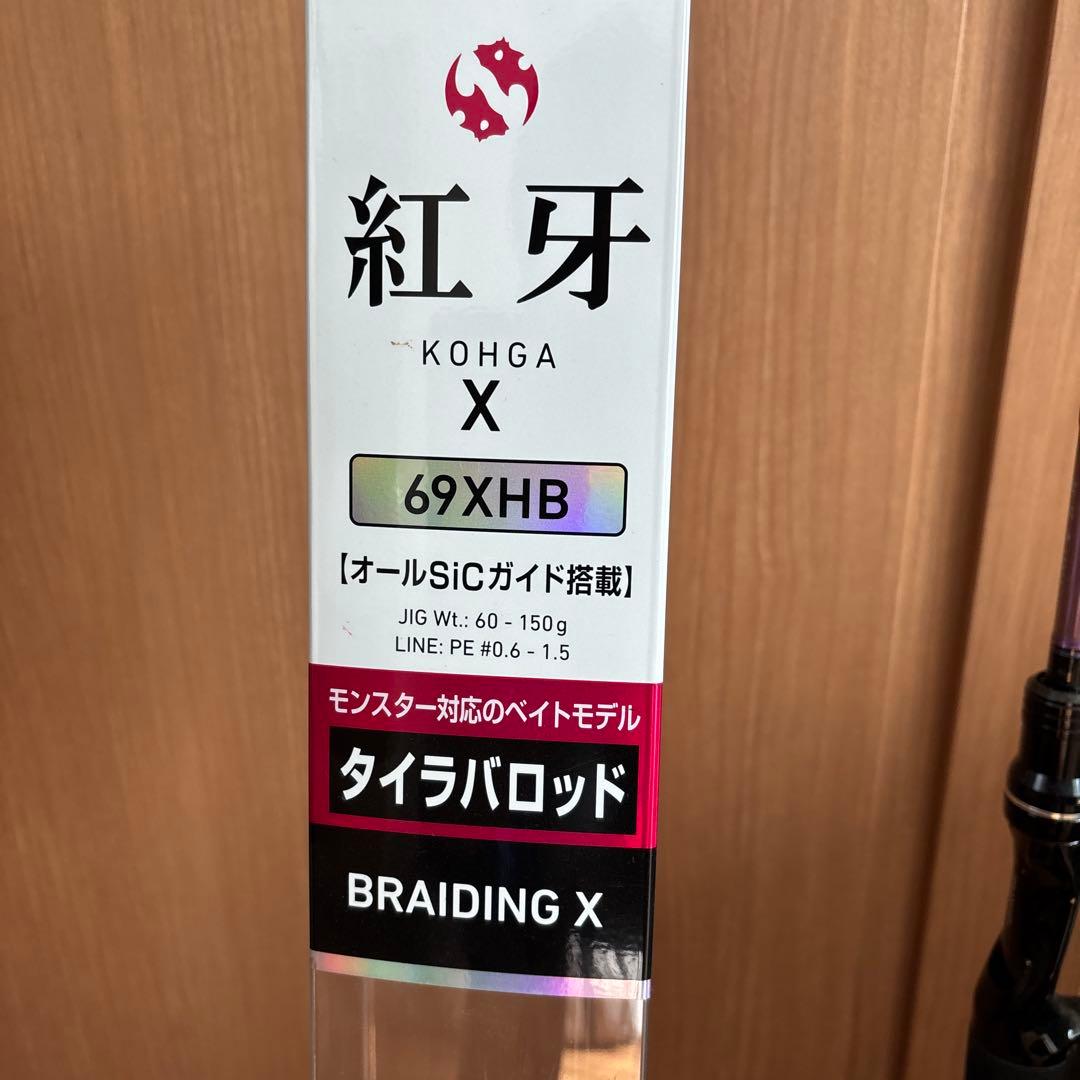 紅牙
KOHGA
X
69XHB
【オールSiCガイド搭載】
JIG Wt.: 60 - 150g
LINE: PE #0.6 - 1.5
モンスター対応のベイトモデル
タイラバロッド
BRAIDING X